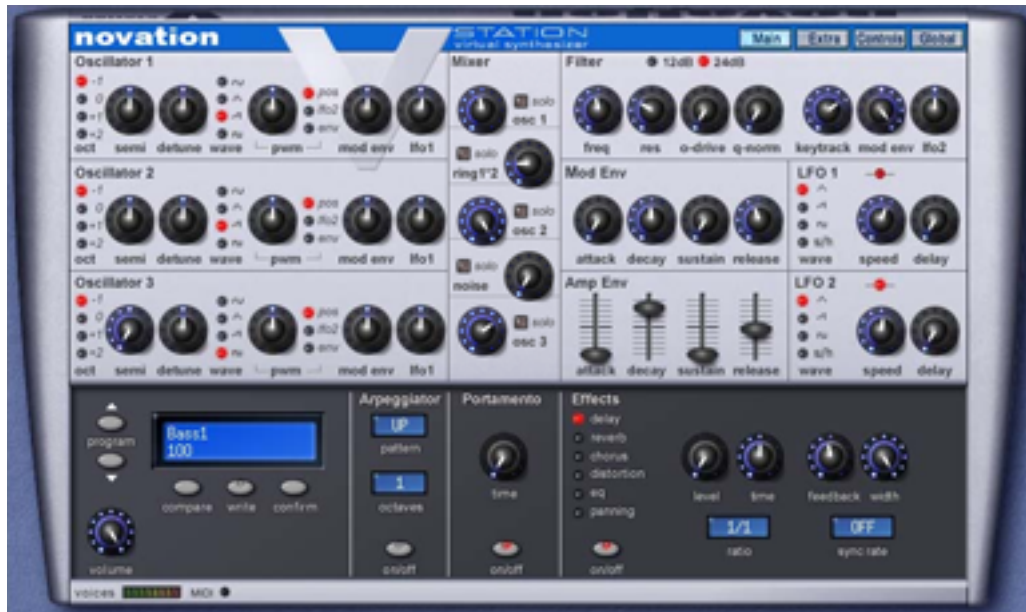 novation
STATION
virtual synthesizer
Main Extra Controls Global
Oscillator 1
-1
0
+1
+2
pos
lfo2
env
oct semi detune wave pwm mod env lfo1
Mixer
solo
osc 1
solo
ring1*2
solo
osc 2
solo
noise
solo
osc 3
Filter 12dB 24dB
freq res o-drive q-norm keytrack mod env lfo2
Oscillator 2
-1
0
+1
+2
pos
lfo2
env
oct semi detune wave pwm mod env lfo1
Mod Env
attack decay sustain release
LFO 1
s/h
wave speed delay
Oscillator 3
-1
0
+1
+2
pos
lfo2
env
oct semi detune wave pwm mod env lfo1
Amp Env
attack decay sustain release
LFO 2
s/h
wave speed delay
program
Bass1
100
compare write confirm
volume
Arpeggiator
UP
pattern
1
octaves
on/off
Portamento
time
on/off
Effects
delay
reverb
chorus
distortion
eq
panning
on/off
level time feedback width
1/1
ratio
OFF
sync rate
voices MIDI